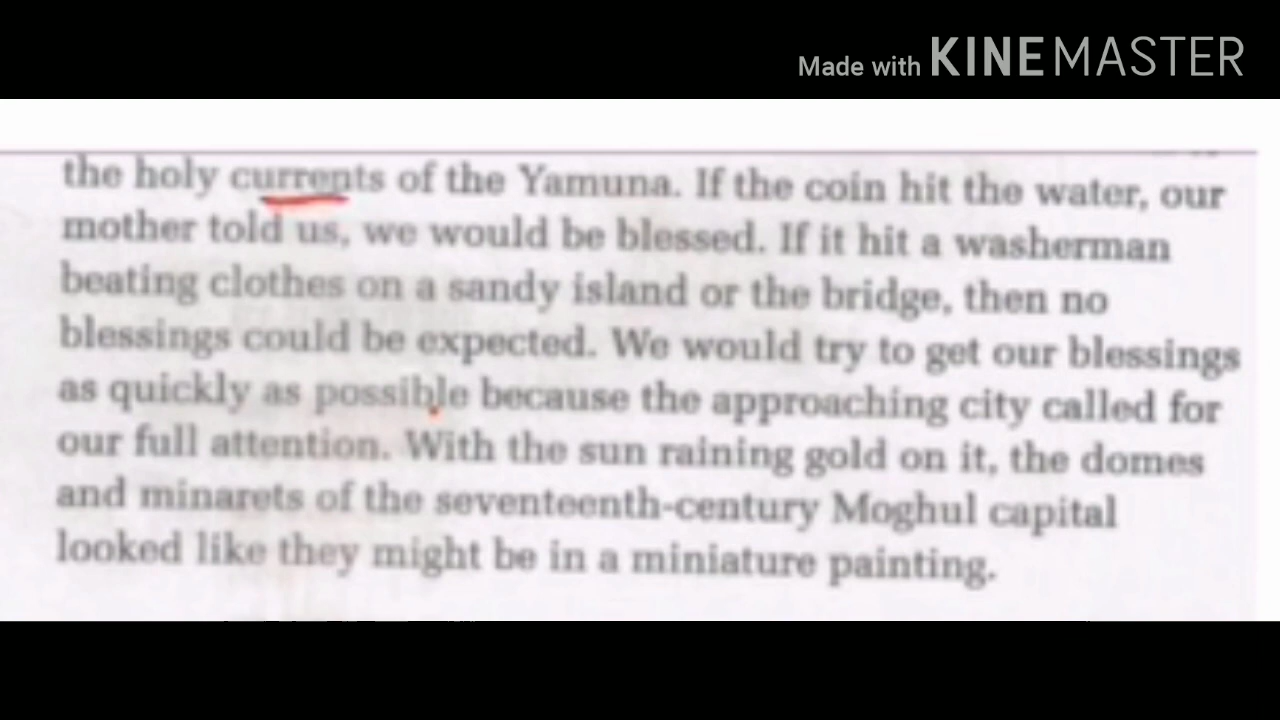 Made with KINEMASTER
the holy currents of the Yamuna. If the coin hit the water, our
mother told us, we would be blessed. If it hit a washerman
beating clothes on a sandy island or the bridge, then no
blessings could be expected. We would try to get our blessings
as quickly as possible because the approaching city called for
our full attention. With the sun raining gold on it, the domes
and minarets of the seventeenth-century Moghul capital
looked like they might be in a miniature painting.